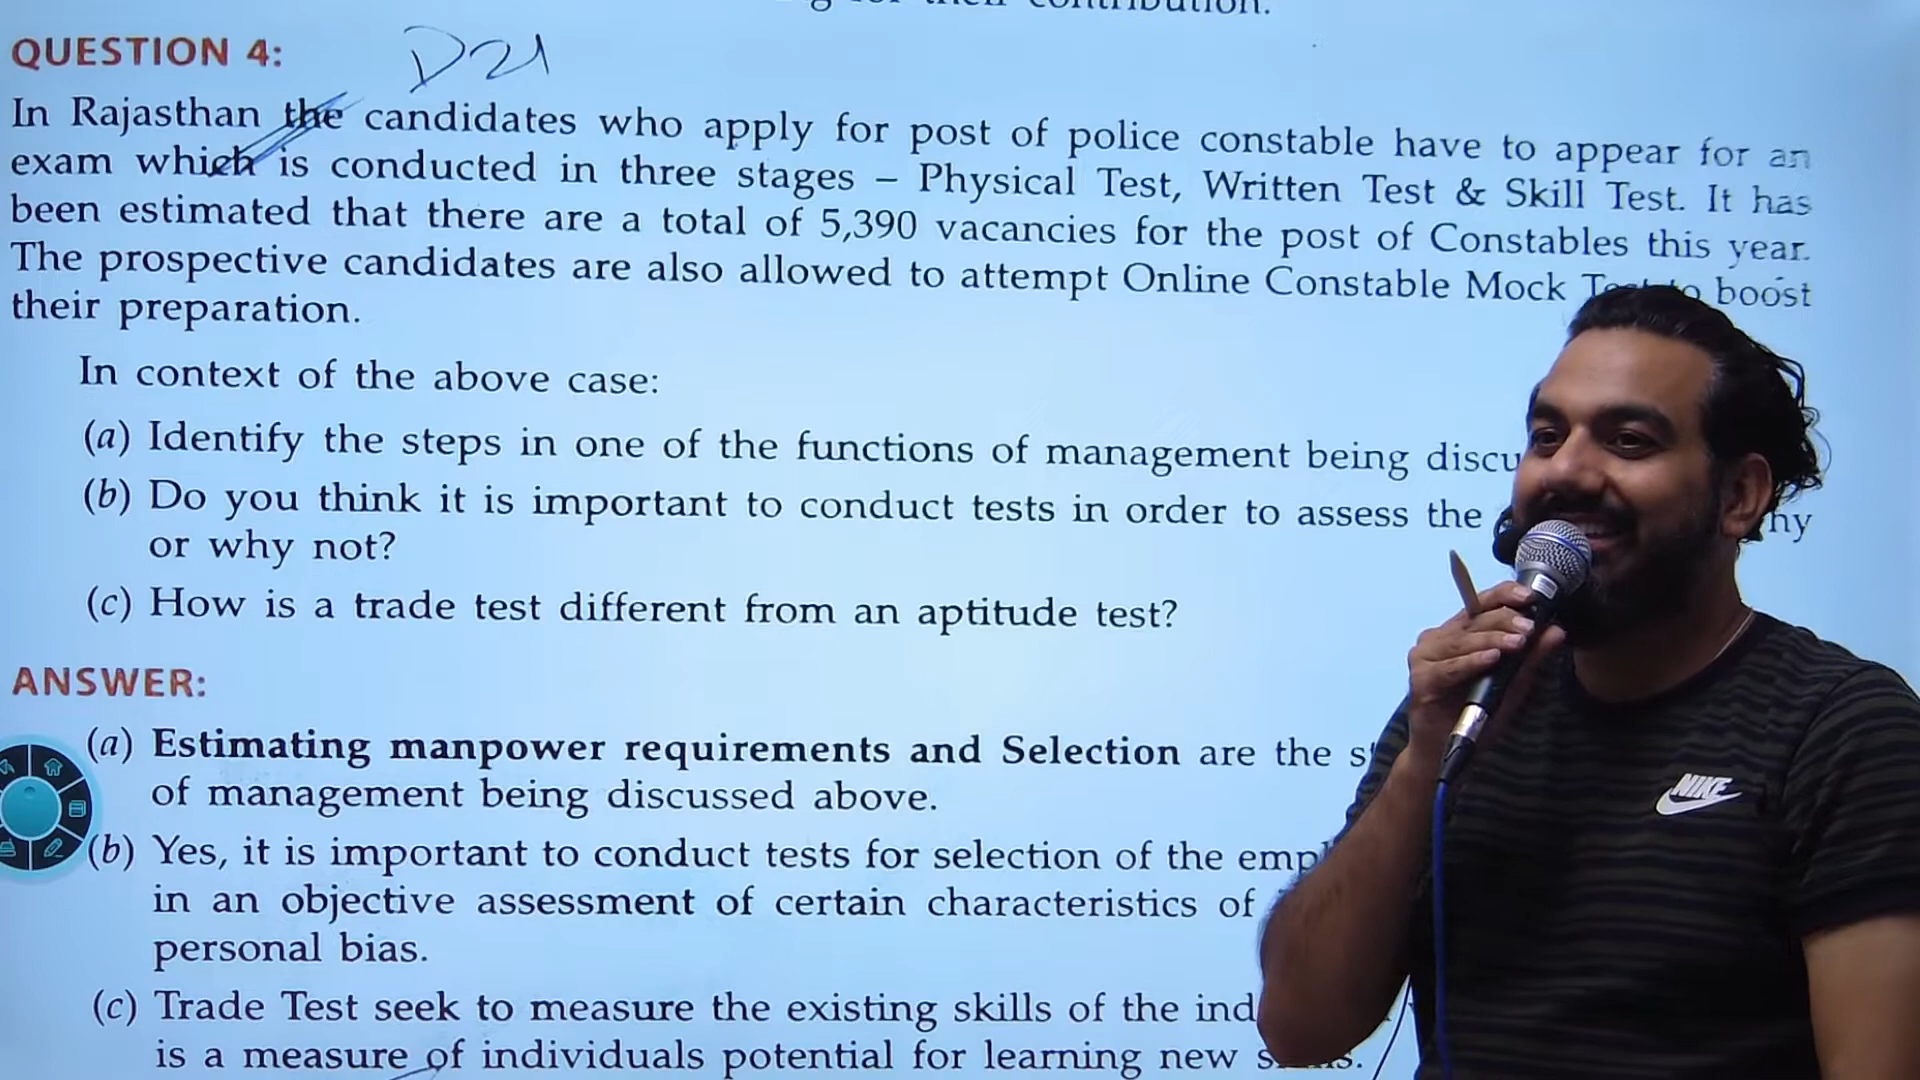 contribution.
QUESTION 4:
D21
In Rajasthan the candidates who apply for post of police constable have to appear for an
exam which is conducted in three stages – Physical Test, Written Test & Skill Test. It has
been estimated that there are a total of 5,390 vacancies for the post of Constables this year.
The prospective candidates are also allowed to attempt Online Constable Mock Test to boost
their preparation.
In context of the above case:
(a) Identify the steps in one of the functions of management being discu
(b) Do you think it is important to conduct tests in order to assess the
or why not?
(c) How is a trade test different from an aptitude test?
ANSWER:
(a) Estimating manpower requirements and Selection are the
of management being discussed above.
(b) Yes, it is important to conduct tests for selection of the emp
in an objective assessment of certain characteristics of
personal bias.
(c) Trade Test seek to measure the existing skills of the ind
is a measure of individuals potential for learning new
NIKE